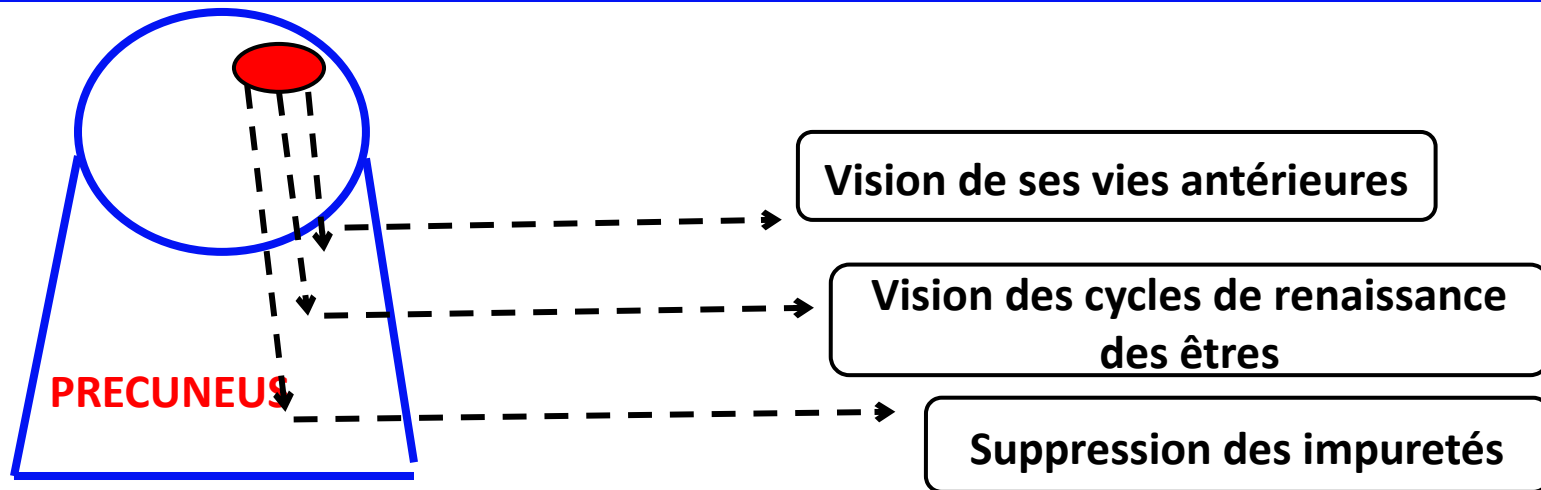 Vision de ses vies antérieures
Vision des cycles de renaissance
des êtres
PRECUNEUS
Suppression des impuretés